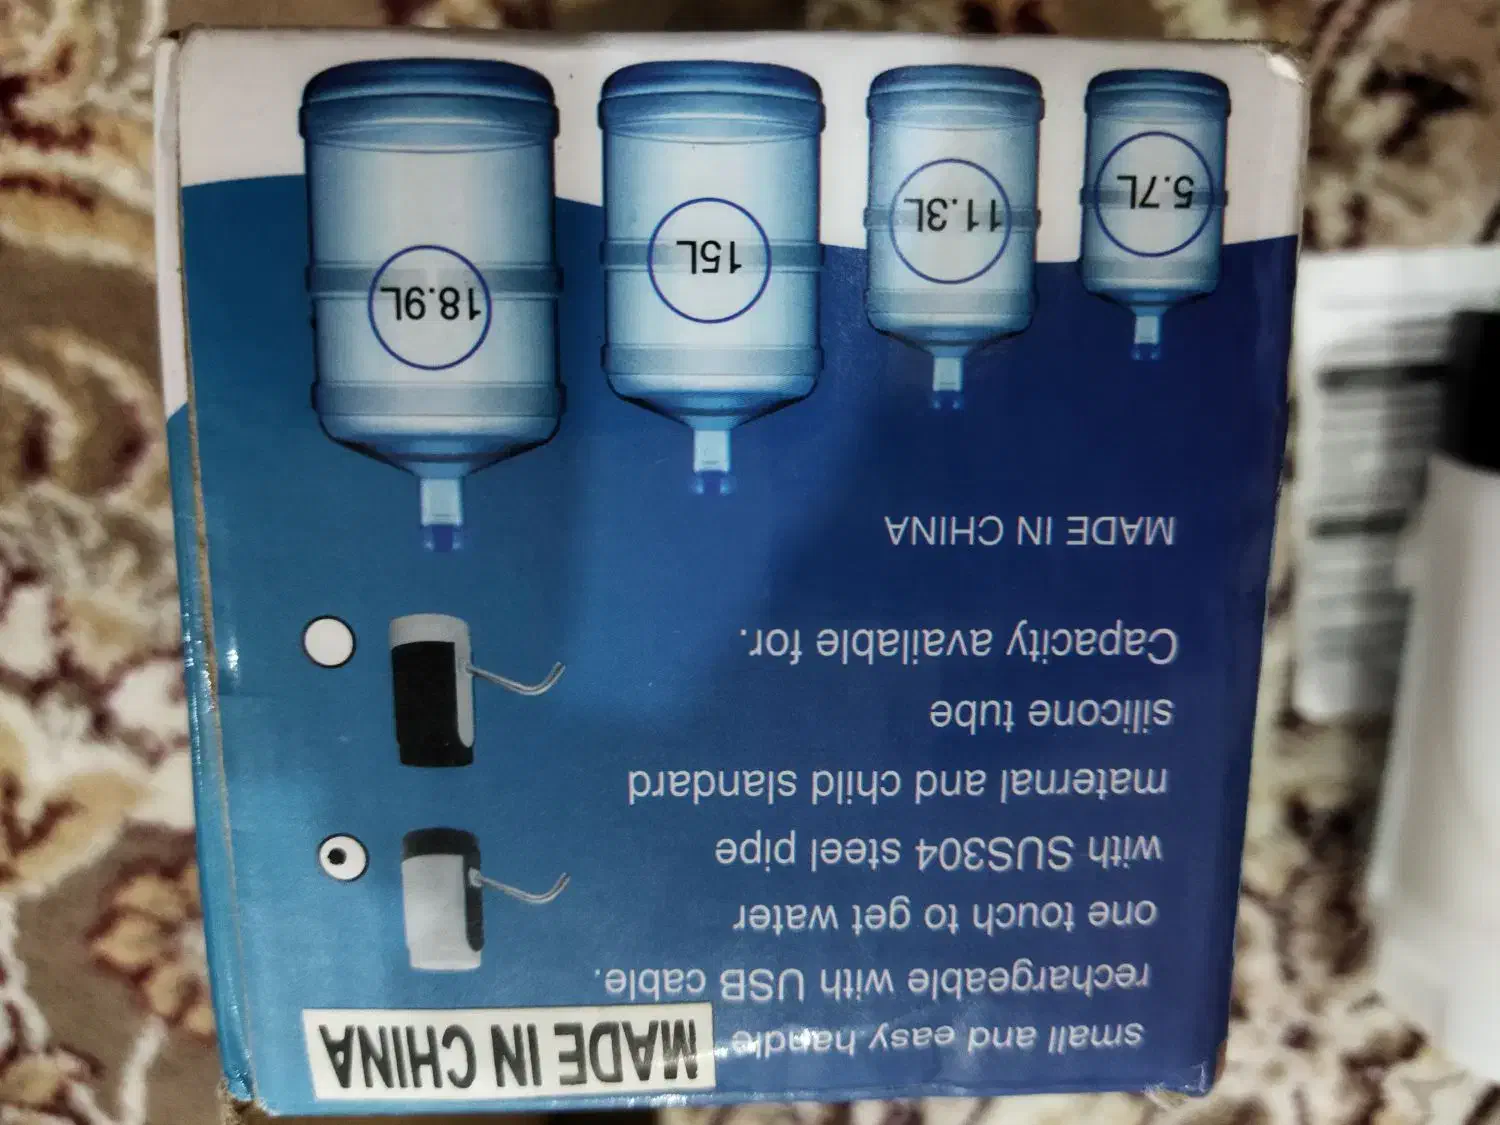 MADE IN CHINA
small and easy handle
rechargeable with USB cable.
one touch to get water
with SUS304 steel pipe
maternal and child slandard
silicone tube
Capacity available for.
MADE IN CHINA
5.7L
11.3L
15L
18.9L